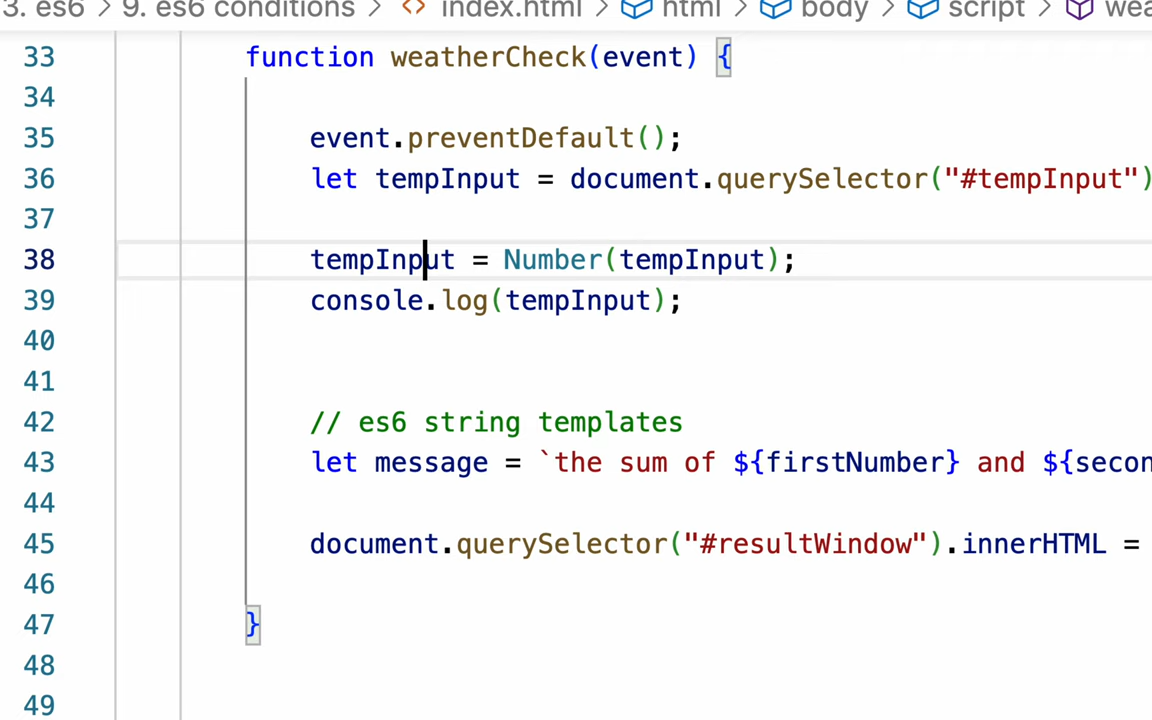 3. es6 > 9. es6 conditions > index.html > html > body > script > wea
33 function weatherCheck(event) {
34
35 event.preventDefault();
36 let tempInput = document.querySelector("#tempInput")
37
38 tempInput = Number(tempInput);
39 console.log(tempInput);
40
41
42 // es6 string templates
43 let message = `the sum of ${firstNumber} and ${secon
44
45 document.querySelector("#resultWindow").innerHTML =
46
47 }
48
49